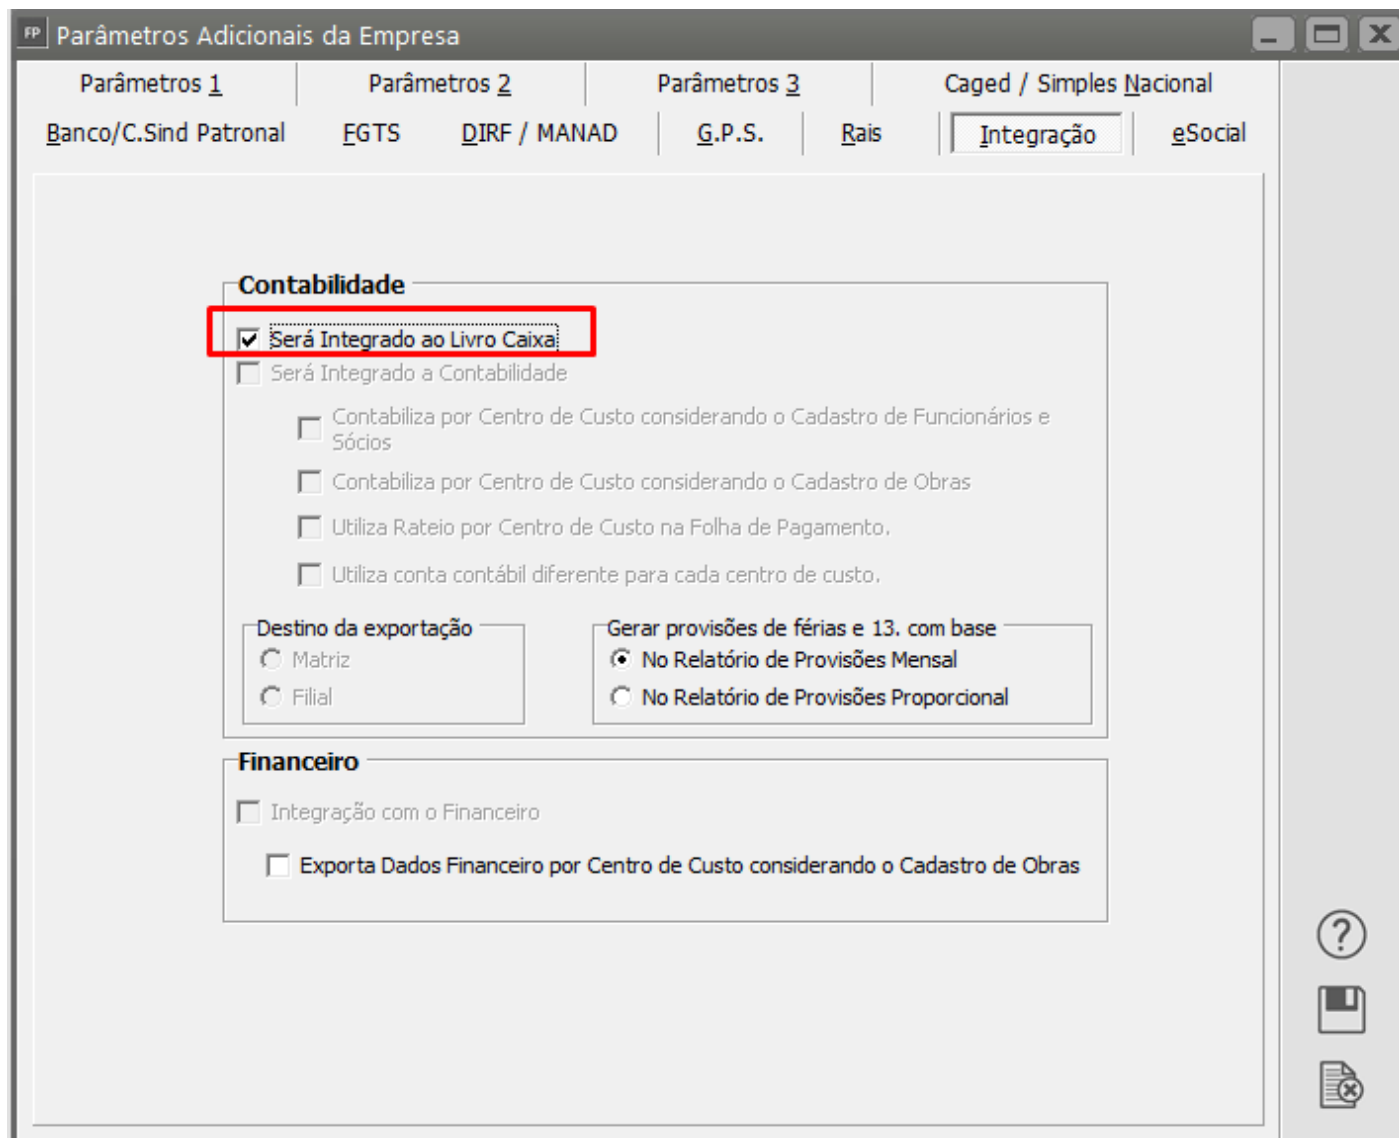 FP Parâmetros Adicionais da Empresa
Parâmetros 1 Parâmetros 2 Parâmetros 3 Caged / Simples Nacional
Banco/C.Sind Patronal FGTS DIRF / MANAD G.P.S. Rais Integração eSocial
Contabilidade
Será Integrado ao Livro Caixa
Será Integrado a Contabilidade
Contabiliza por Centro de Custo considerando o Cadastro de Funcionários e
Sócios
Contabiliza por Centro de Custo considerando o Cadastro de Obras
Utiliza Rateio por Centro de Custo na Folha de Pagamento.
Utiliza conta contábil diferente para cada centro de custo.
Destino da exportação
Matriz
Filial
Gerar provisões de férias e 13. com base
No Relatório de Provisões Mensal
No Relatório de Provisões Proporcional
Financeiro
Integração com o Financeiro
Exporta Dados Financeiro por Centro de Custo considerando o Cadastro de Obras